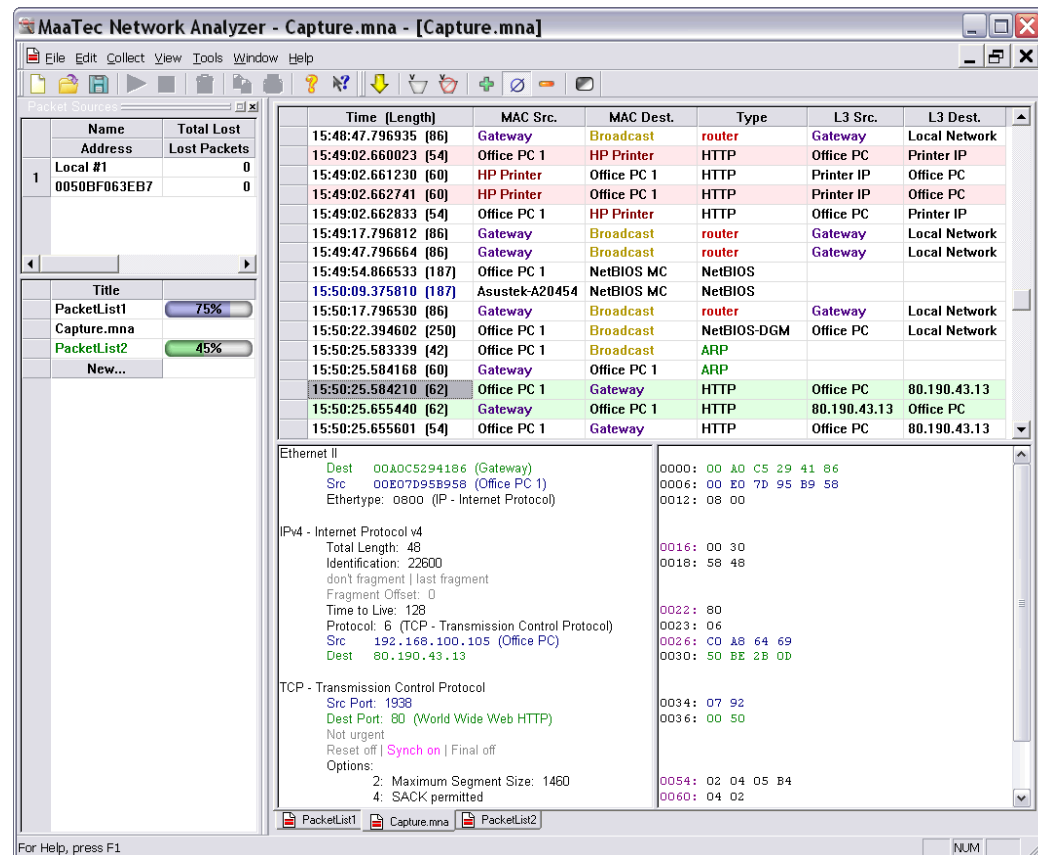 MaaTec Network Analyzer - Capture.mna - [Capture.mna]
File Edit Collect View Tools Window Help
Packet Sources
Name Total Lost
Address Lost Packets
1 Local #1 0
0050BF063EB7 0
Title
PacketList1 75%
Capture.mna
PacketList2 45%
New...
Time (Length) MAC Src. MAC Dest. Type L3 Src. L3 Dest.
15:48:47.796935 (86) Gateway Broadcast router Gateway Local Network
15:49:02.660023 (54) Office PC 1 HP Printer HTTP Office PC Printer IP
15:49:02.661230 (60) HP Printer Office PC 1 HTTP Printer IP Office PC
15:49:02.662741 (60) HP Printer Office PC 1 HTTP Printer IP Office PC
15:49:02.662833 (54) Office PC 1 HP Printer HTTP Office PC Printer IP
15:49:17.796812 (86) Gateway Broadcast router Gateway Local Network
15:49:47.796664 (86) Gateway Broadcast router Gateway Local Network
15:49:54.866533 (187) Office PC 1 NetBIOS MC NetBIOS
15:50:09.375810 (187) Asustek-A20454 NetBIOS MC NetBIOS
15:50:17.796530 (86) Gateway Broadcast router Gateway Local Network
15:50:22.394602 (250) Office PC 1 Broadcast NetBIOS-DGM Office PC Local Network
15:50:25.583339 (42) Office PC 1 Broadcast ARP
15:50:25.584168 (60) Gateway Office PC 1 ARP
15:50:25.584210 (62) Office PC 1 Gateway HTTP Office PC 80.190.43.13
15:50:25.655440 (62) Gateway Office PC 1 HTTP 80.190.43.13 Office PC
15:50:25.655601 (54) Office PC 1 Gateway HTTP Office PC 80.190.43.13
Ethernet II
Dest 00A0C5294186 (Gateway) 0000: 00 A0 C5 29 41 86
Src 00E07D95B958 (Office PC 1) 0006: 00 E0 7D 95 B9 58
Ethertype: 0800 (IP - Internet Protocol) 0012: 08 00
IPv4 - Internet Protocol v4
Total Length: 48 0016: 00 30
Identification: 22600 0018: 58 48
don't fragment | last fragment
Fragment Offset: 0
Time to Live: 128 0022: 80
Protocol: 6 (TCP - Transmission Control Protocol) 0023: 06
Src 192.168.100.105 (Office PC) 0026: C0 A8 64 69
Dest 80.190.43.13 0030: 50 BE 2B 0D
TCP - Transmission Control Protocol
Src Port: 1938 0034: 07 92
Dest Port: 80 (World Wide Web HTTP) 0036: 00 50
Not urgent
Reset off | Synch on | Final off
Options:
2: Maximum Segment Size: 1460 0054: 02 04 05 B4
4: SACK permitted 0060: 04 02
PacketList1 Capture.mna PacketList2
For Help, press F1 NUM